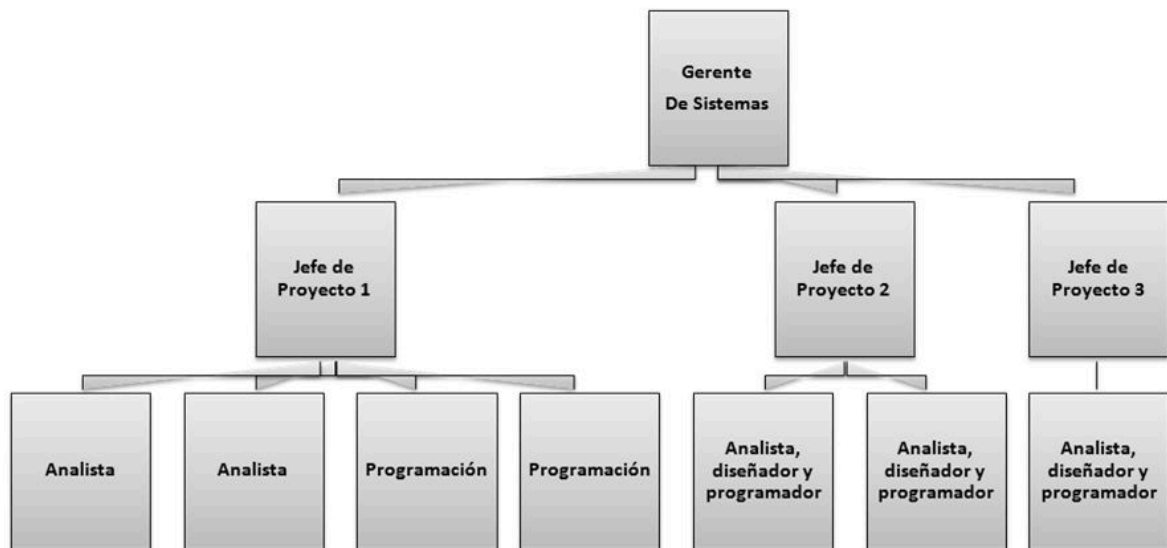 Gerente
De Sistemas
Jefe de
Proyecto 1
Jefe de
Proyecto 2
Jefe de
Proyecto 3
Analista
Analista
Programación
Programación
Analista,
diseñador y
programador
Analista,
diseñador y
programador
Analista,
diseñador y
programador